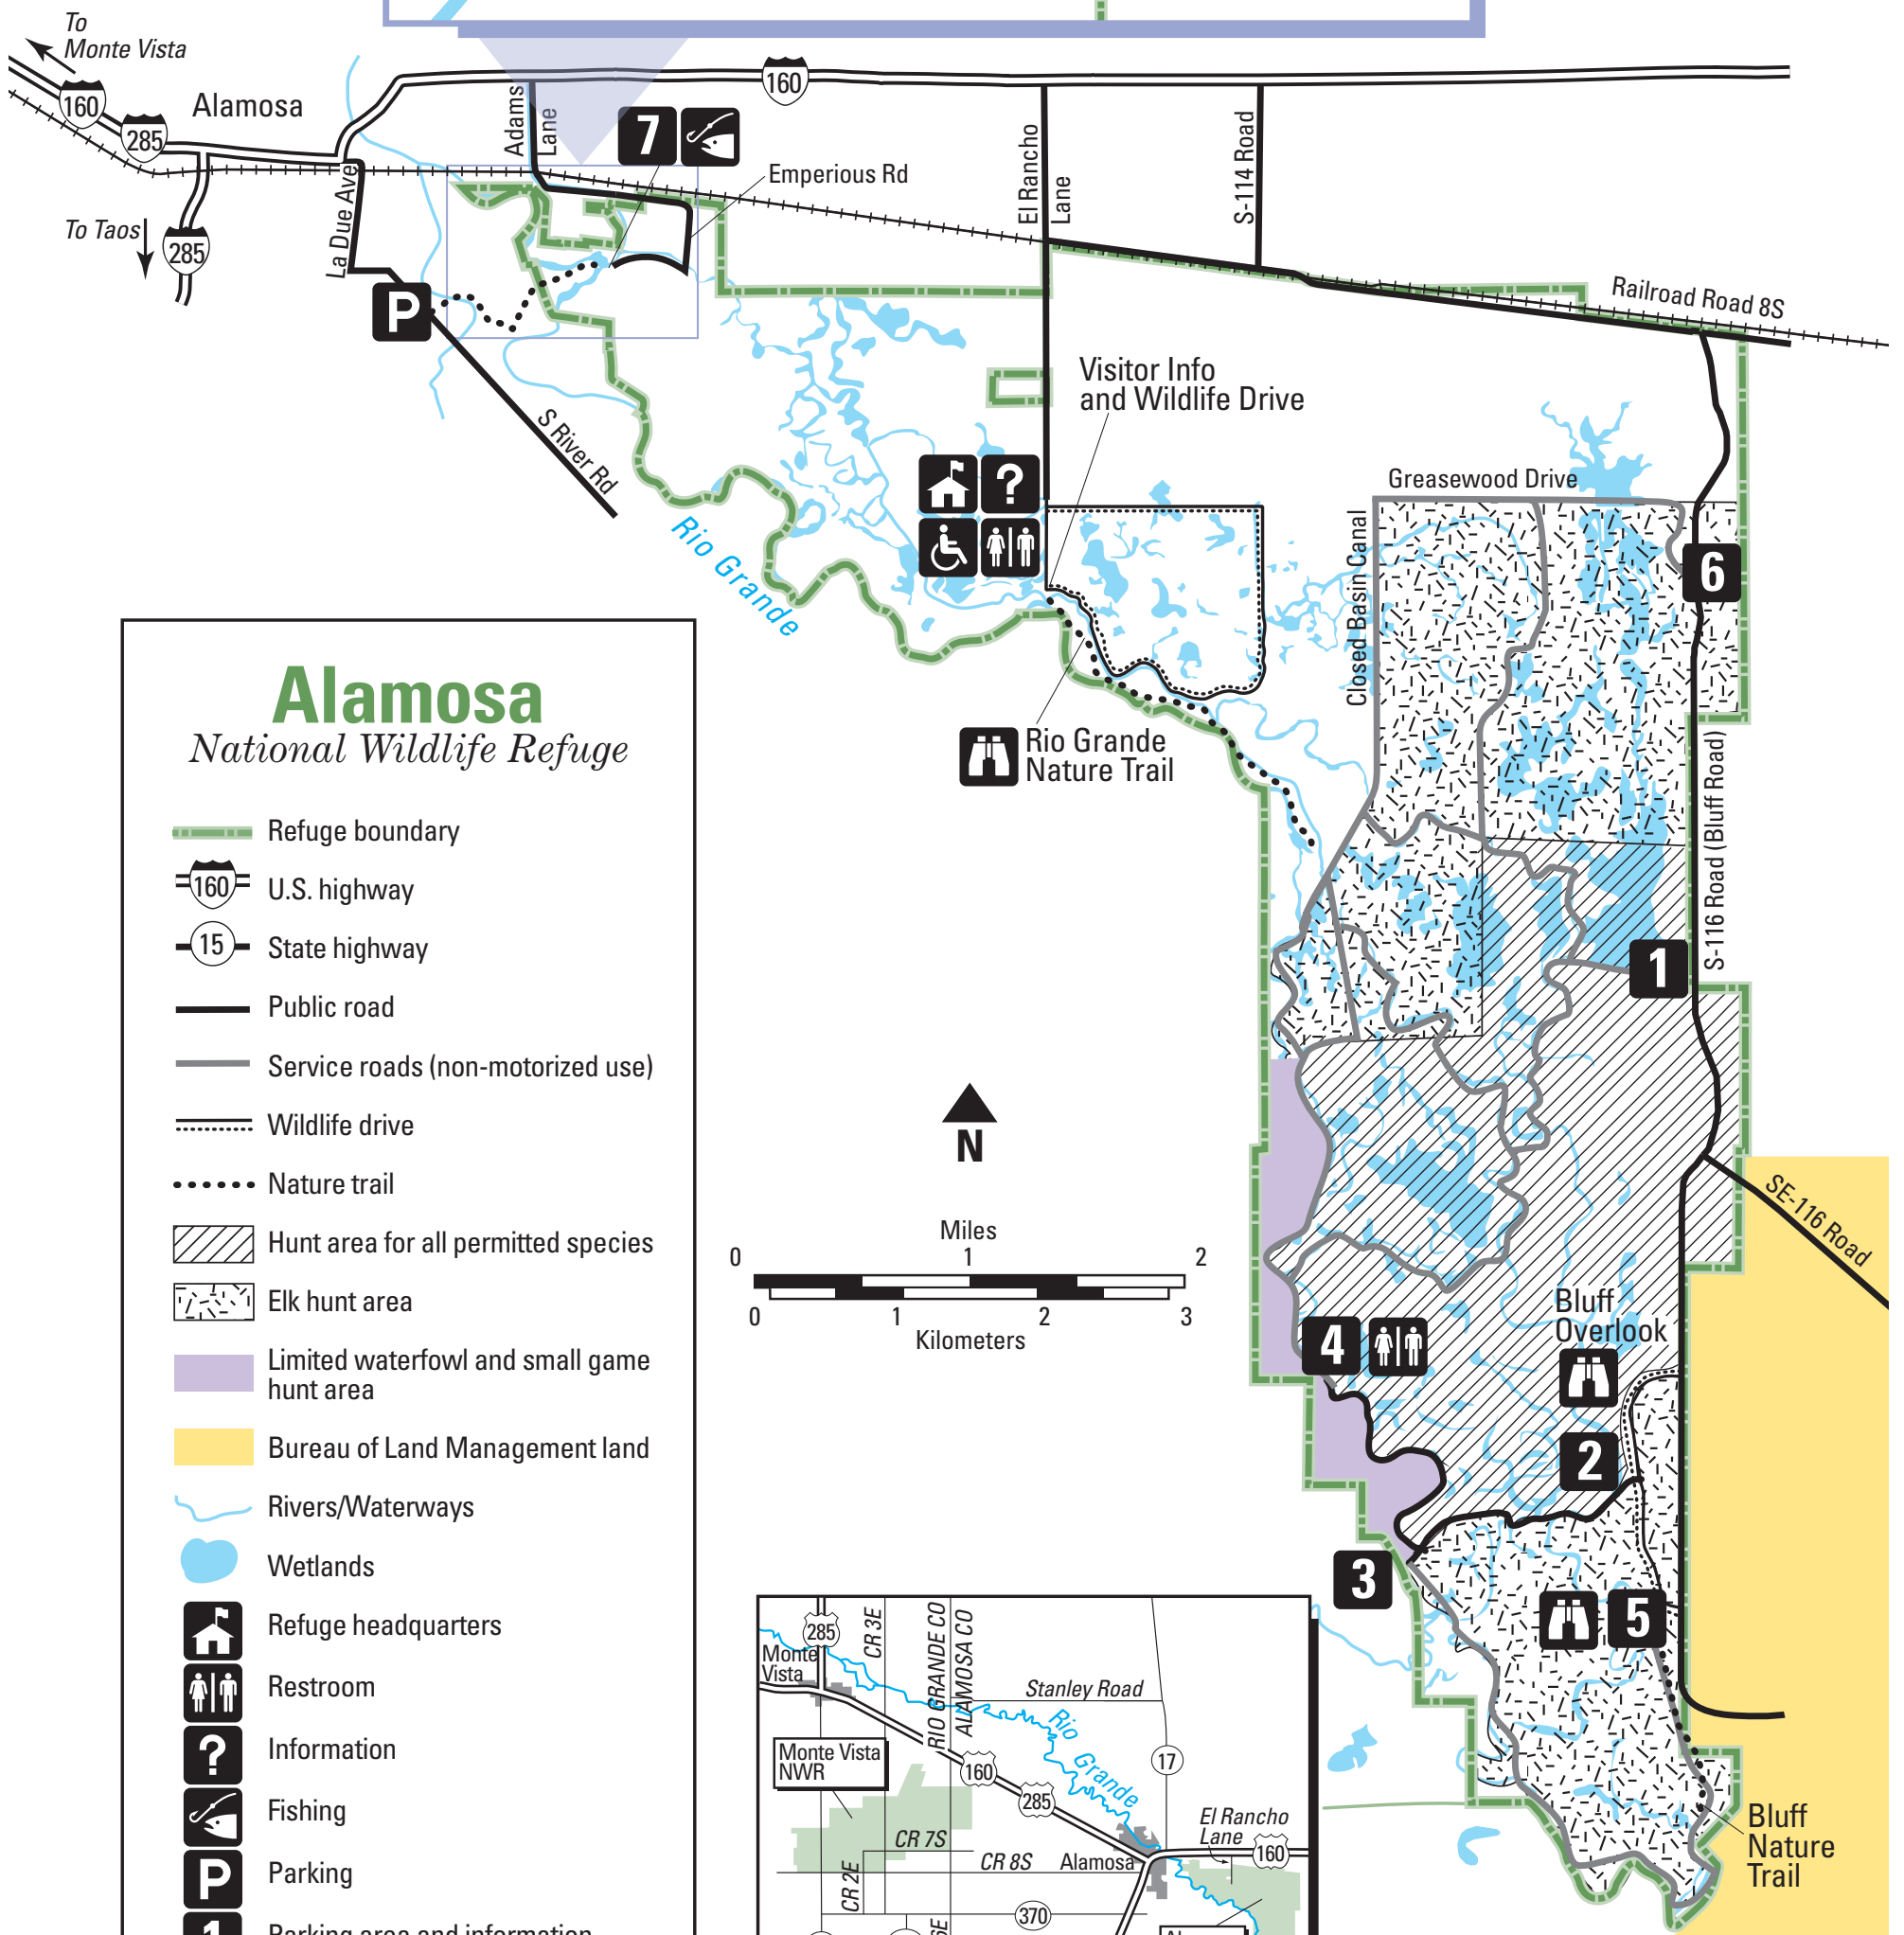 To
Monte Vista
160
285
Alamosa
To Taos
285
La Due Ave
Adams
Lane
160
7
Emperious Rd
El Rancho
Lane
S-114 Road
Railroad Road 8S
P
S River Rd
Rio Grande
Visitor Info
and Wildlife Drive
?
Greasewood Drive
Closed Basin Canal
6
Rio Grande
Nature Trail
S-116 Road (Bluff Road)
1
SE-116 Road
Bluff
Overlook
4
2
3
5
Bluff
Nature
Trail
Alamosa
National Wildlife Refuge
Refuge boundary
160
U.S. highway
15
State highway
Public road
Service roads (non-motorized use)
Wildlife drive
Nature trail
Hunt area for all permitted species
Elk hunt area
Limited waterfowl and small game
hunt area
Bureau of Land Management land
Rivers/Waterways
Wetlands
Refuge headquarters
Restroom
?
Information
Fishing
P
Parking
1
Parking area and information
N
Miles
0 1 2
0 1 2 3
Kilometers
285
CR 3E
RIO GRANDE CO
ALAMOSA CO
Monte
Vista
Stanley Road
Rio Grande
Monte Vista
NWR
160
17
285
El Rancho
Lane
CR 7S
160
CR 8S
Alamosa
CR 2E
370